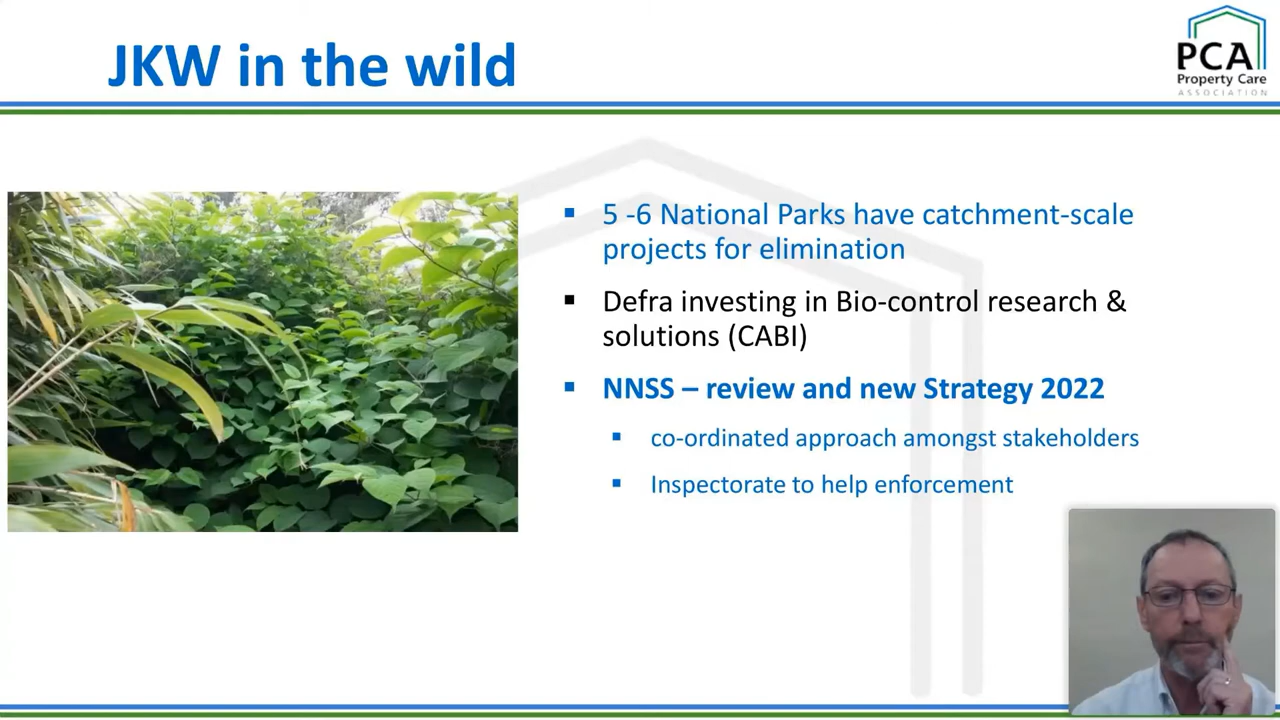 JKW in the wild
PCA
Property Care
ASSOCIATION
5 -6 National Parks have catchment-scale
projects for elimination
Defra investing in Bio-control research &
solutions (CABI)
NNSS – review and new Strategy 2022
co-ordinated approach amongst stakeholders
Inspectorate to help enforcement